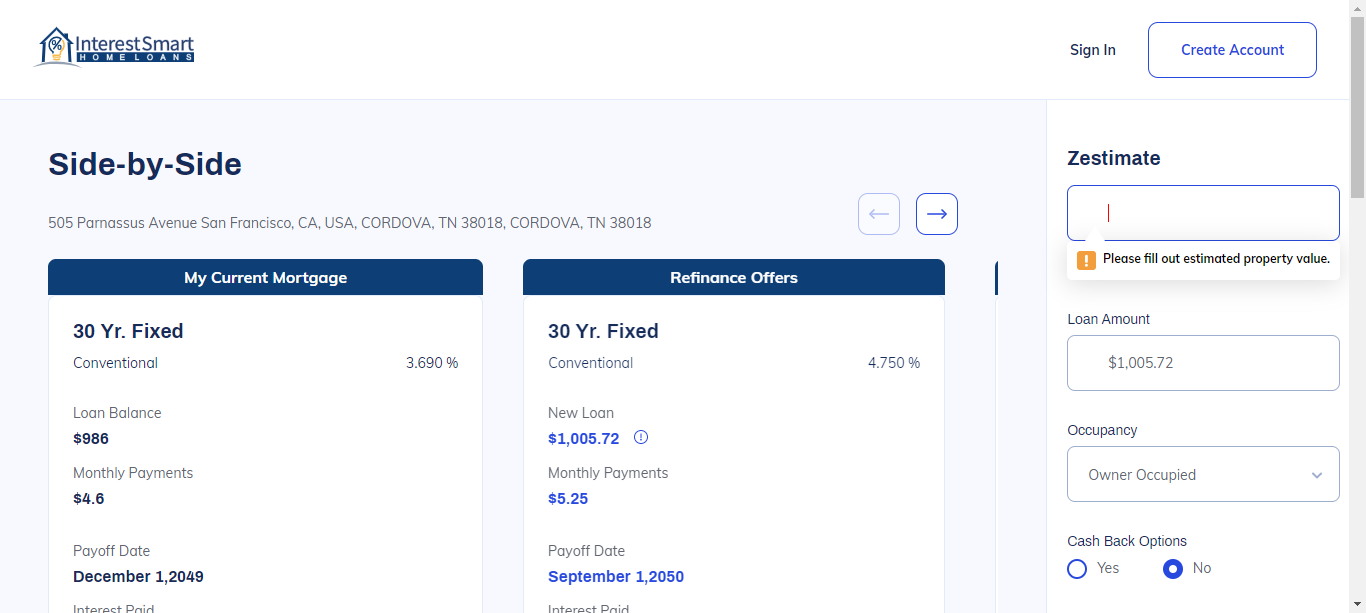 InterestSmart
HOME LOANS
Sign In
Create Account
Side-by-Side
505 Parnassus Avenue San Francisco, CA, USA, CORDOVA, TN 38018, CORDOVA, TN 38018
My Current Mortgage
30 Yr. Fixed
Conventional 3.690 %
Loan Balance
$986
Monthly Payments
$4.6
Payoff Date
December 1,2049
Interest Paid
Refinance Offers
30 Yr. Fixed
Conventional 4.750 %
New Loan
$1,005.72
Monthly Payments
$5.25
Payoff Date
September 1,2050
Interest Paid
Zestimate
Please fill out estimated property value.
Loan Amount
$1,005.72
Occupancy
Owner Occupied
Cash Back Options
Yes No